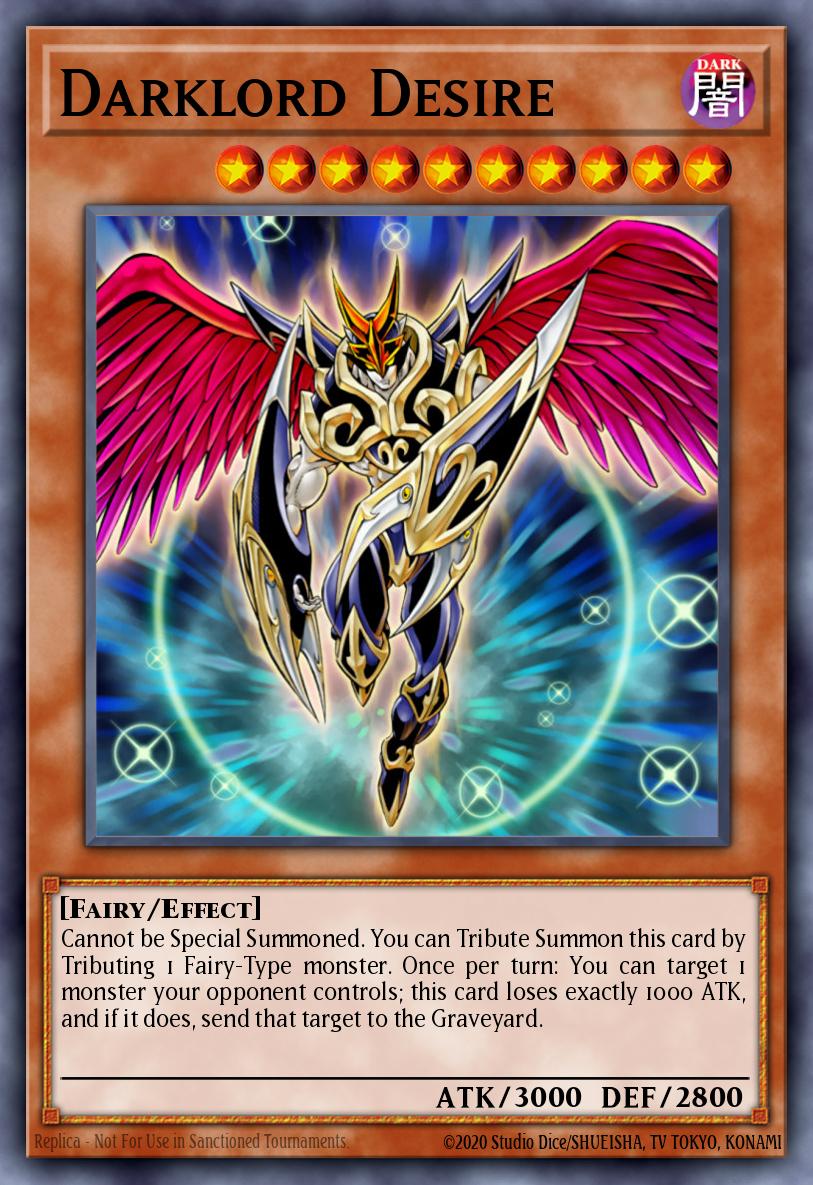 Darklord Desire
DARK
闇
[Fairy/Effect]
Cannot be Special Summoned. You can Tribute Summon this card by
Tributing 1 Fairy-Type monster. Once per turn: You can target 1
monster your opponent controls; this card loses exactly 1000 ATK,
and if it does, send that target to the Graveyard.
ATK/3000 DEF/2800
Replica - Not For Use in Sanctioned Tournaments.
©2020 Studio Dice/SHUEISHA, TV TOKYO, KONAMI